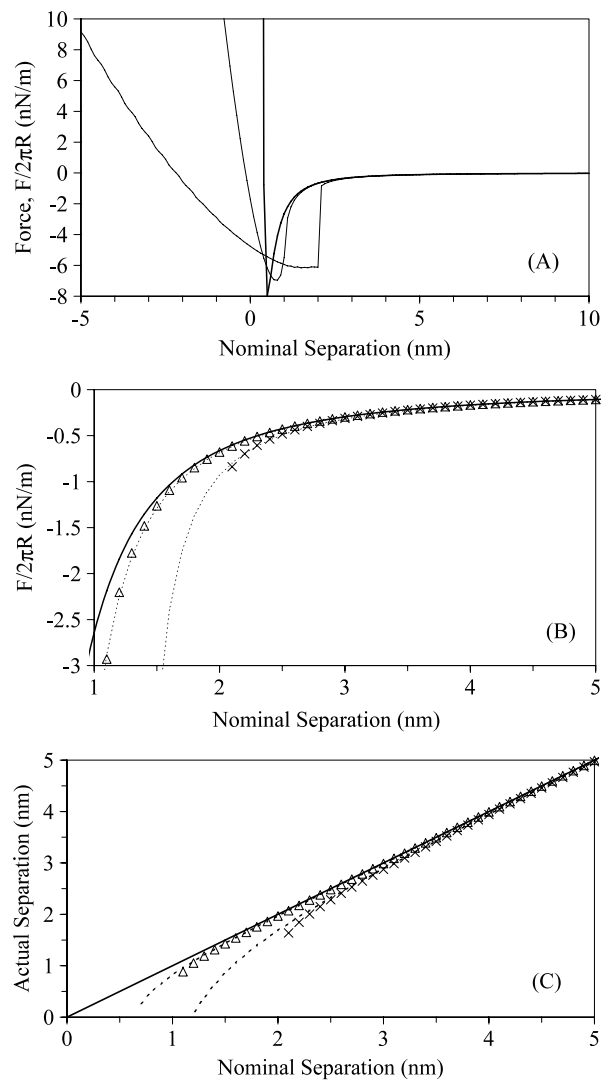 10
8
6
4
2
0
-2
-4
-6
-8
Force, F/2πR (nN/m)
(A)
-5 0 5 10
Nominal Separation (nm)
0
-0.5
-1
-1.5
-2
-2.5
-3
F/2πR (nN/m)
(B)
1 2 3 4 5
Nominal Separation (nm)
5
4
3
2
1
0
Actual Separation (nm)
(C)
0 1 2 3 4 5
Nominal Separation (nm)